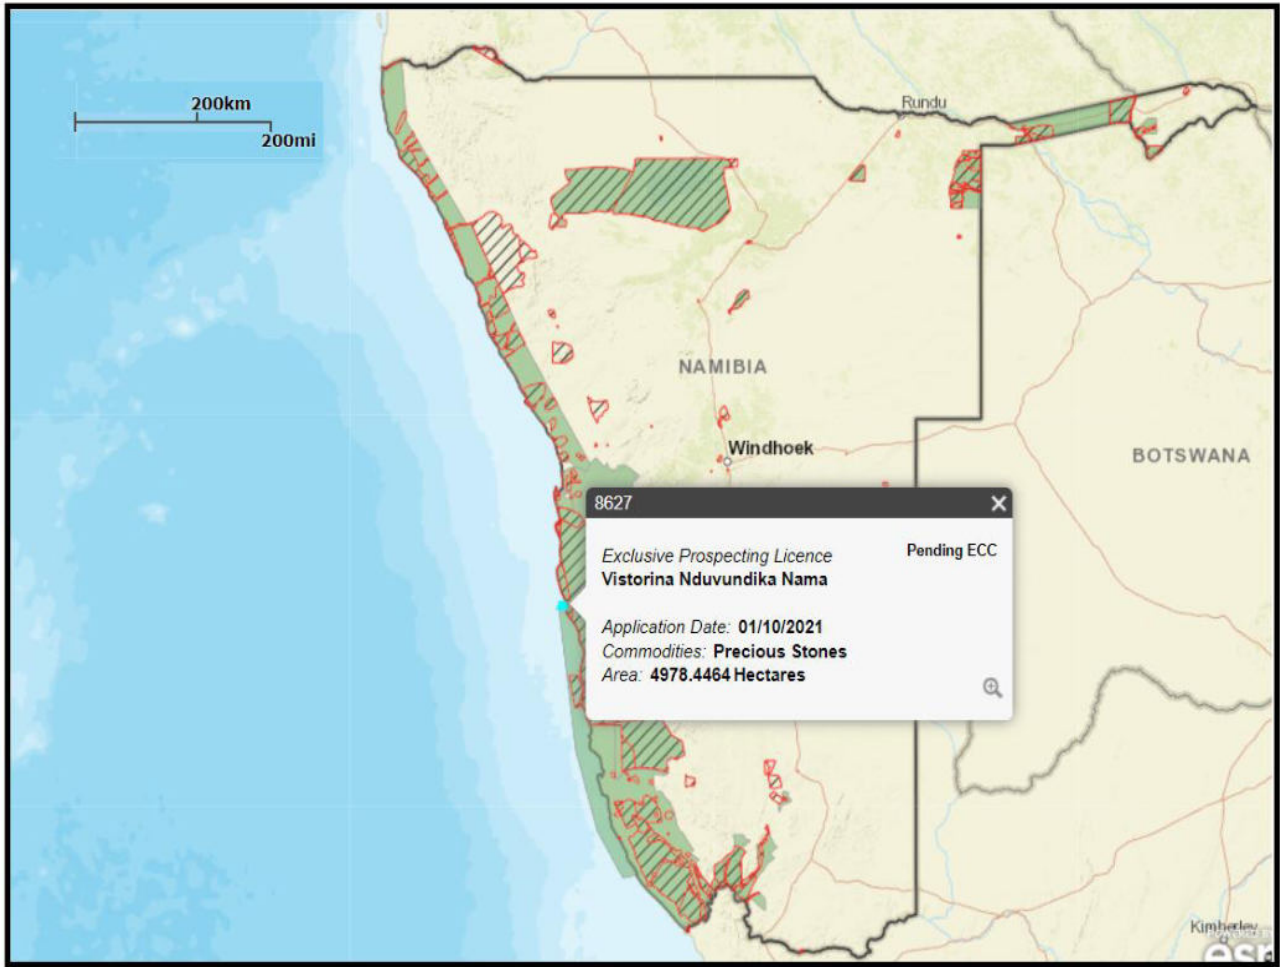 200km
200mi
Rundu
NAMIBIA
Windhoek
BOTSWANA
8627
Exclusive Prospecting Licence
Pending ECC
Vistorina Nduvundika Nama
Application Date: 01/10/2021
Commodities: Precious Stones
Area: 4978.4464 Hectares
Kimberley